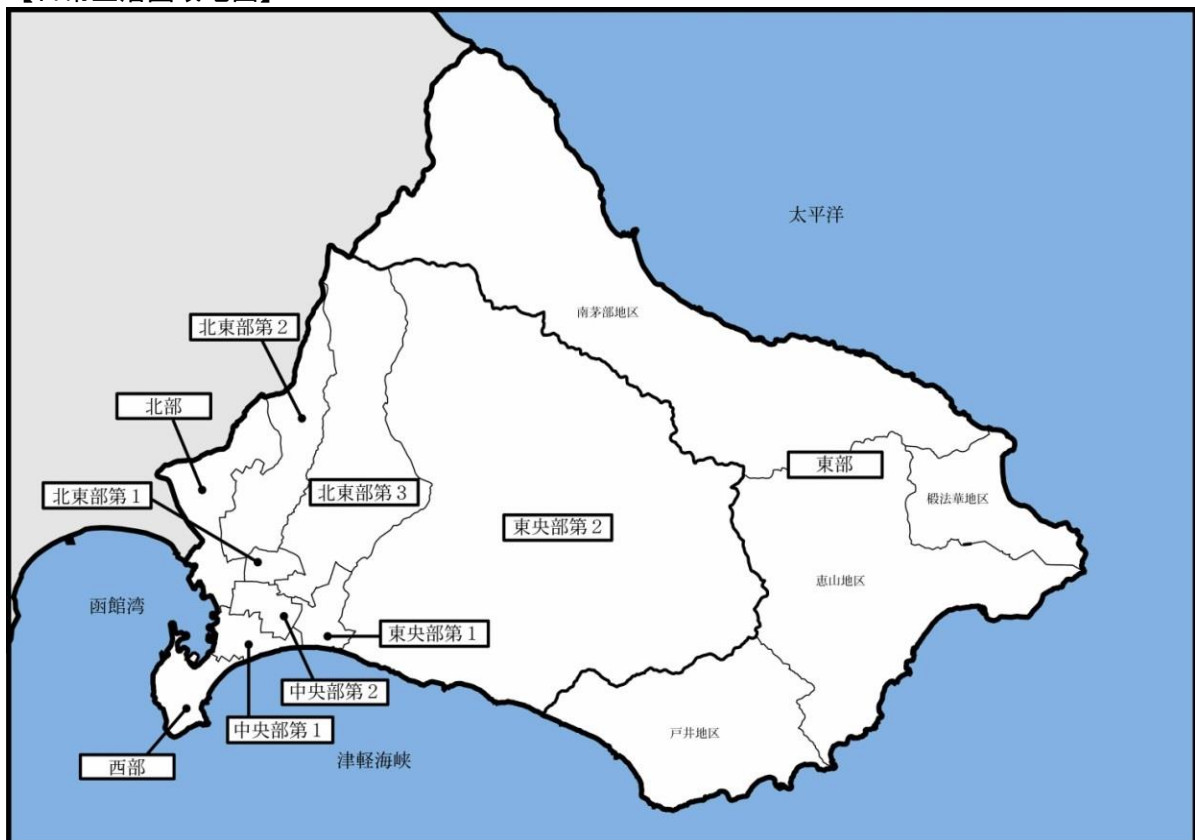 太平洋
南茅部地区
北東部第２
北部
東部
北東部第１
北東部第３
椴法華地区
東央部第２
恵山地区
函館湾
東央部第１
中央部第２
中央部第１
戸井地区
西部
津軽海峡